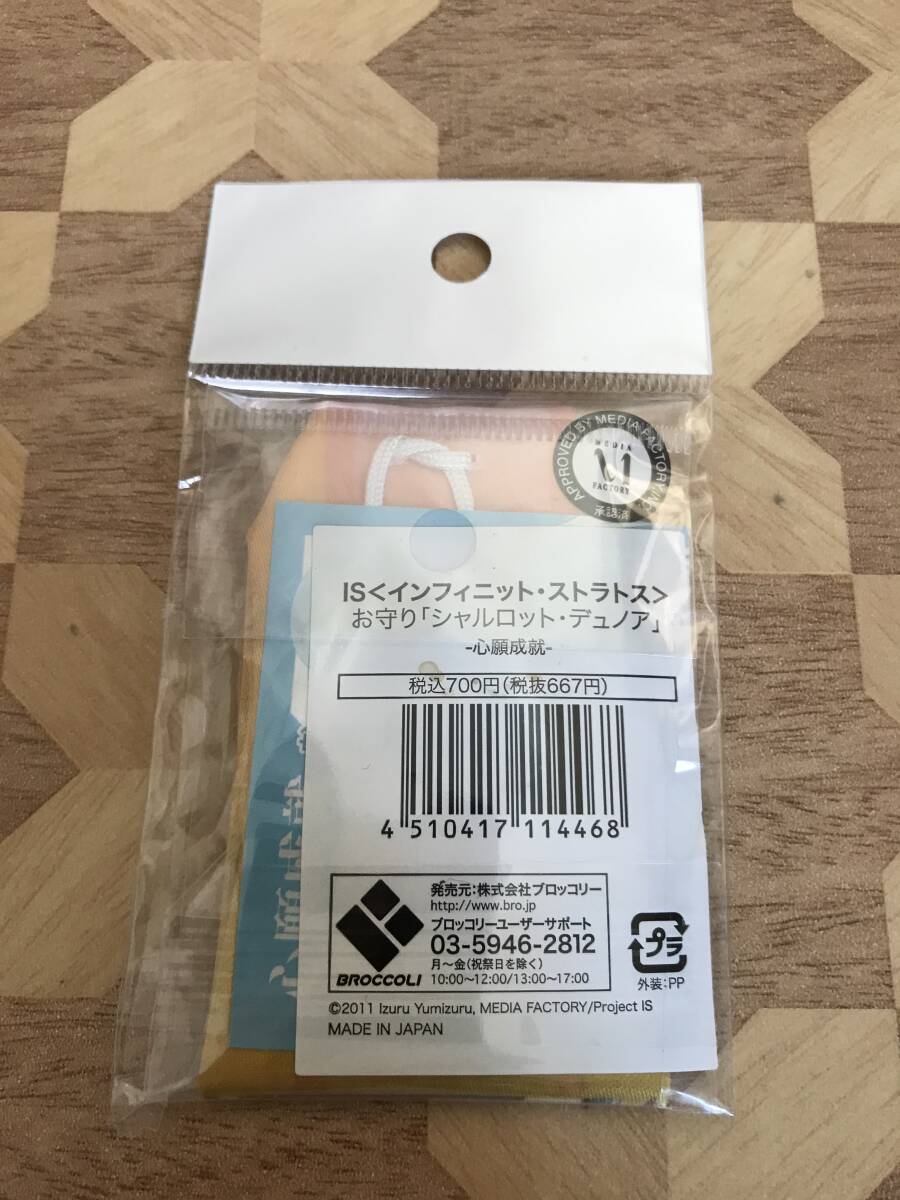 APPROVED BY MEDIA FACTORY
MEDIA
FACTORY
承認済
IS<インフィニット・ストラトス>
お守り「シャルロット・デュノア」
-心願成就-
税込700円(税抜667円)
4 510417 114468
発売元:株式会社ブロッコリー
http://www.bro.jp
ブロッコリーユーザーサポート
03-5946-2812
月〜金(祝祭日を除く)
10:00〜12:00/13:00〜17:00
BROCCOLI
プラ
外装:PP
©2011 Izuru Yumizuru, MEDIA FACTORY/Project IS
MADE IN JAPAN